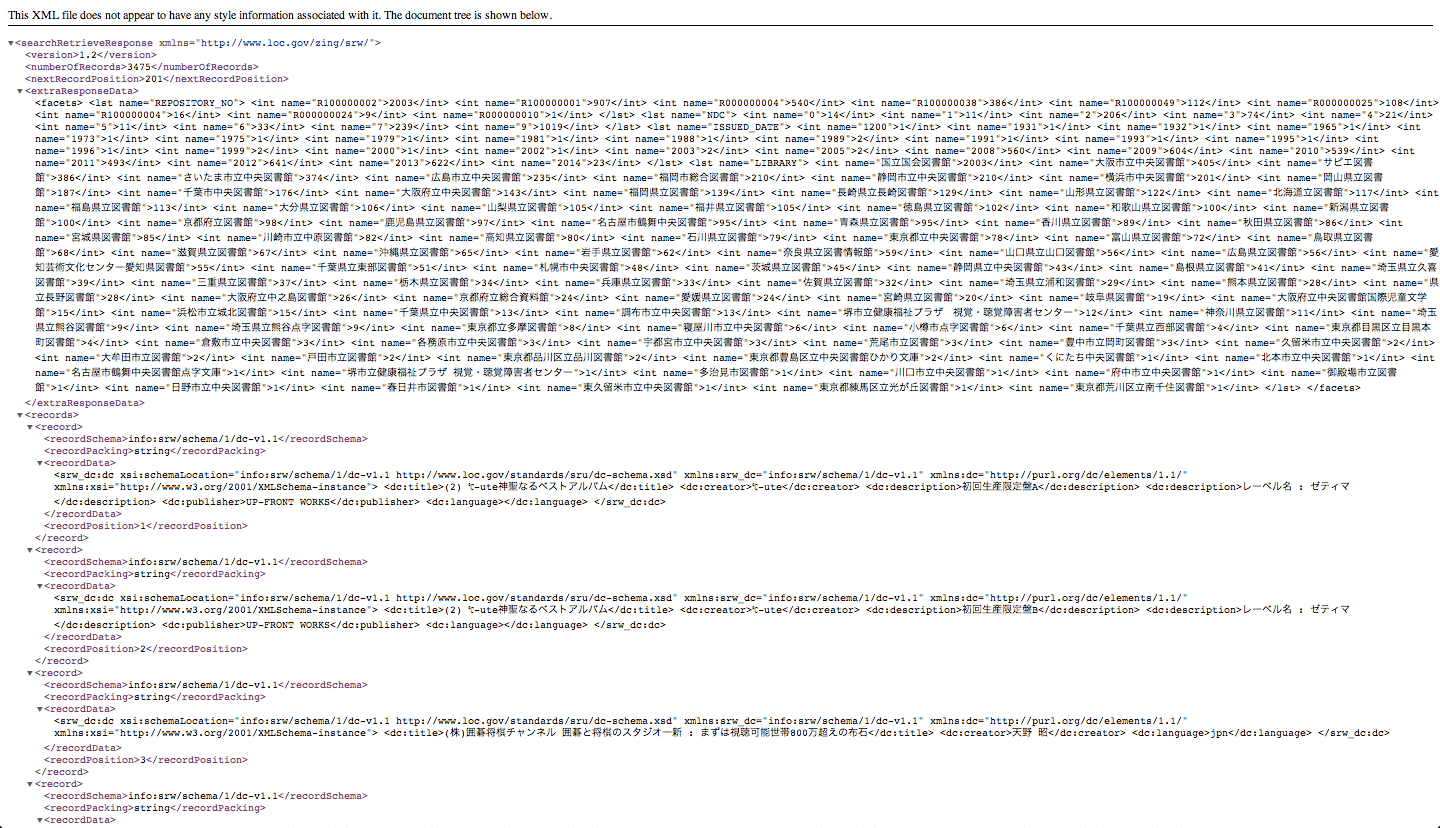 This XML file does not appear to have any style information associated with it. The document tree is shown below.
▼<searchRetrieveResponse xmlns="http://www.loc.gov/zing/srw/">
<version>1.2</version>
<numberOfRecords>3475</numberOfRecords>
<nextRecordPosition>201</nextRecordPosition>
▼<extraResponseData>
<facets> <lst name="REPOSITORY_NO"> <int name="R100000002">2003</int> <int name="R100000001">907</int> <int name="R000000004">540</int> <int name="R100000038">386</int> <int name="R100000049">112</int> <int name="R000000025">108</int>
<int name="R100000004">16</int> <int name="R000000024">9</int> <int name="R000000010">1</int> </lst> <lst name="NDC"> <int name="0">14</int> <int name="1">11</int> <int name="2">206</int> <int name="3">74</int> <int name="4">21</int>
<int name="5">11</int> <int name="6">33</int> <int name="7">239</int> <int name="9">1019</int> </lst> <lst name="ISSUED_DATE"> <int name="1200">1</int> <int name="1931">1</int> <int name="1932">1</int> <int name="1965">1</int> <int
name="1973">1</int> <int name="1975">1</int> <int name="1979">1</int> <int name="1981">1</int> <int name="1988">1</int> <int name="1989">2</int> <int name="1991">1</int> <int name="1993">1</int> <int name="1995">1</int> <int
name="1996">1</int> <int name="1999">2</int> <int name="2000">1</int> <int name="2002">1</int> <int name="2003">2</int> <int name="2005">2</int> <int name="2008">560</int> <int name="2009">604</int> <int name="2010">539</int> <int
name="2011">493</int> <int name="2012">641</int> <int name="2013">622</int> <int name="2014">23</int> </lst> <lst name="LIBRARY"> <int name="国立国会図書館">2003</int> <int name="大阪市立中央図書館">405</int> <int name="サピエ図書
館">386</int> <int name="さいたま市立中央図書館">374</int> <int name="広島市立中央図書館">235</int> <int name="福岡市総合図書館">210</int> <int name="静岡市立中央図書館">210</int> <int name="横浜市中央図書館">201</int> <int name="岡山県立図書
館">187</int> <int name="千葉市中央図書館">176</int> <int name="大阪府立中央図書館">143</int> <int name="福岡県立図書館">139</int> <int name="長崎県立長崎図書館">129</int> <int name="山形県立図書館">122</int> <int name="北海道立図書館">117</int>
<int name="福島県立図書館">113</int> <int name="大分県立図書館">106</int> <int name="山梨県立図書館">105</int> <int name="福井県立図書館">105</int> <int name="徳島県立図書館">102</int> <int name="和歌山県立図書館">100</int> <int name="新潟県立図書
館">100</int> <int name="京都府立図書館">98</int> <int name="鹿児島県立図書館">97</int> <int name="名古屋市鶴舞中央図書館">95</int> <int name="青森県立図書館">95</int> <int name="香川県立図書館">89</int> <int name="秋田県立図書館">86</int> <int
name="宮城県図書館">85</int> <int name="川崎市立中原図書館">82</int> <int name="高知県立図書館">80</int> <int name="石川県立図書館">79</int> <int name="東京都立中央図書館">78</int> <int name="富山県立図書館">72</int> <int name="鳥取県立図書
館">68</int> <int name="滋賀県立図書館">67</int> <int name="沖縄県立図書館">65</int> <int name="岩手県立図書館">62</int> <int name="奈良県立図書情報館">59</int> <int name="山口県立山口図書館">56</int> <int name="広島県立図書館">56</int> <int name="愛
知芸術文化センター愛知県図書館">55</int> <int name="千葉県立東部図書館">51</int> <int name="札幌市中央図書館">48</int> <int name="茨城県立図書館">45</int> <int name="静岡県立中央図書館">43</int> <int name="島根県立図書館">41</int> <int name="埼玉県立久喜
図書館">39</int> <int name="三重県立図書館">37</int> <int name="栃木県立図書館">34</int> <int name="兵庫県立図書館">33</int> <int name="佐賀県立図書館">32</int> <int name="埼玉県立浦和図書館">29</int> <int name="熊本県立図書館">28</int> <int name="県
立長野図書館">28</int> <int name="大阪府立中之島図書館">26</int> <int name="京都府立総合資料館">24</int> <int name="愛媛県立図書館">24</int> <int name="宮崎県立図書館">20</int> <int name="岐阜県図書館">19</int> <int name="大阪府立中央図書館国際児童文学
館">15</int> <int name="浜松市立城北図書館">15</int> <int name="千葉県立中央図書館">13</int> <int name="調布市立中央図書館">13</int> <int name="堺市立健康福祉プラザ　視覚・聴覚障害者センター">12</int> <int name="神奈川県立図書館">11</int> <int name="埼玉
県立熊谷図書館">9</int> <int name="埼玉県立熊谷点字図書館">9</int> <int name="東京都立多摩図書館">8</int> <int name="寝屋川市立中央図書館">6</int> <int name="小樽市点字図書館">6</int> <int name="千葉県立西部図書館">4</int> <int name="東京都目黒区立目黒本
町図書館">4</int> <int name="倉敷市立中央図書館">3</int> <int name="各務原市立中央図書館">3</int> <int name="宇都宮市立中央図書館">3</int> <int name="荒尾市立図書館">3</int> <int name="豊中市立岡町図書館">3</int> <int name="久留米市立中央図書館">2</int>
<int name="大牟田市立図書館">2</int> <int name="戸田市立図書館">2</int> <int name="東京都品川区立品川図書館">2</int> <int name="東京都豊島区立中央図書館ひかり文庫">2</int> <int name="くにたち中央図書館">1</int> <int name="北本市立中央図書館">1</int> <int
name="名古屋市鶴舞中央図書館点字文庫">1</int> <int name="堺市立健康福祉プラザ 視覚・聴覚障害者センター">1</int> <int name="多治見市図書館">1</int> <int name="川口市立中央図書館">1</int> <int name="府中市立中央図書館">1</int> <int name="御殿場市立図書
館">1</int> <int name="日野市立中央図書館">1</int> <int name="春日井市図書館">1</int> <int name="東久留米市立中央図書館">1</int> <int name="東京都練馬区立光が丘図書館">1</int> <int name="東京都荒川区立南千住図書館">1</int> </lst> </facets>
</extraResponseData>
▼<records>
▼<record>
<recordSchema>info:srw/schema/1/dc-v1.1</recordSchema>
<recordPacking>string</recordPacking>
▼<recordData>
<srw_dc:dc xsi:schemaLocation="info:srw/schema/1/dc-v1.1 http://www.loc.gov/standards/sru/dc-schema.xsd" xmlns:srw_dc="info:srw/schema/1/dc-v1.1" xmlns:dc="http://purl.org/dc/elements/1.1/"
xmlns:xsi="http://www.w3.org/2001/XMLSchema-instance"> <dc:title>(2) ℃-ute神聖なるベストアルバム</dc:title> <dc:creator>℃-ute</dc:creator> <dc:description>初回生産限定盤A</dc:description> <dc:description>レーベル名 : ゼティマ
</dc:description> <dc:publisher>UP-FRONT WORKS</dc:publisher> <dc:language></dc:language> </srw_dc:dc>
</recordData>
<recordPosition>1</recordPosition>
</record>
▼<record>
<recordSchema>info:srw/schema/1/dc-v1.1</recordSchema>
<recordPacking>string</recordPacking>
▼<recordData>
<srw_dc:dc xsi:schemaLocation="info:srw/schema/1/dc-v1.1 http://www.loc.gov/standards/sru/dc-schema.xsd" xmlns:srw_dc="info:srw/schema/1/dc-v1.1" xmlns:dc="http://purl.org/dc/elements/1.1/"
xmlns:xsi="http://www.w3.org/2001/XMLSchema-instance"> <dc:title>(2) ℃-ute神聖なるベストアルバム</dc:title> <dc:creator>℃-ute</dc:creator> <dc:description>初回生産限定盤B</dc:description> <dc:description>レーベル名 : ゼティマ
</dc:description> <dc:publisher>UP-FRONT WORKS</dc:publisher> <dc:language></dc:language> </srw_dc:dc>
</recordData>
<recordPosition>2</recordPosition>
</record>
▼<record>
<recordSchema>info:srw/schema/1/dc-v1.1</recordSchema>
<recordPacking>string</recordPacking>
▼<recordData>
<srw_dc:dc xsi:schemaLocation="info:srw/schema/1/dc-v1.1 http://www.loc.gov/standards/sru/dc-schema.xsd" xmlns:srw_dc="info:srw/schema/1/dc-v1.1" xmlns:dc="http://purl.org/dc/elements/1.1/"
xmlns:xsi="http://www.w3.org/2001/XMLSchema-instance"> <dc:title>(株)囲碁将棋チャンネル 囲碁と将棋のスタジオ一新 : まずは視聴可能世帯800万超えの布石</dc:title> <dc:creator>天野 昭</dc:creator> <dc:language>jpn</dc:language> </srw_dc:dc>
</recordData>
<recordPosition>3</recordPosition>
</record>
▼<record>
<recordSchema>info:srw/schema/1/dc-v1.1</recordSchema>
<recordPacking>string</recordPacking>
▼<recordData>